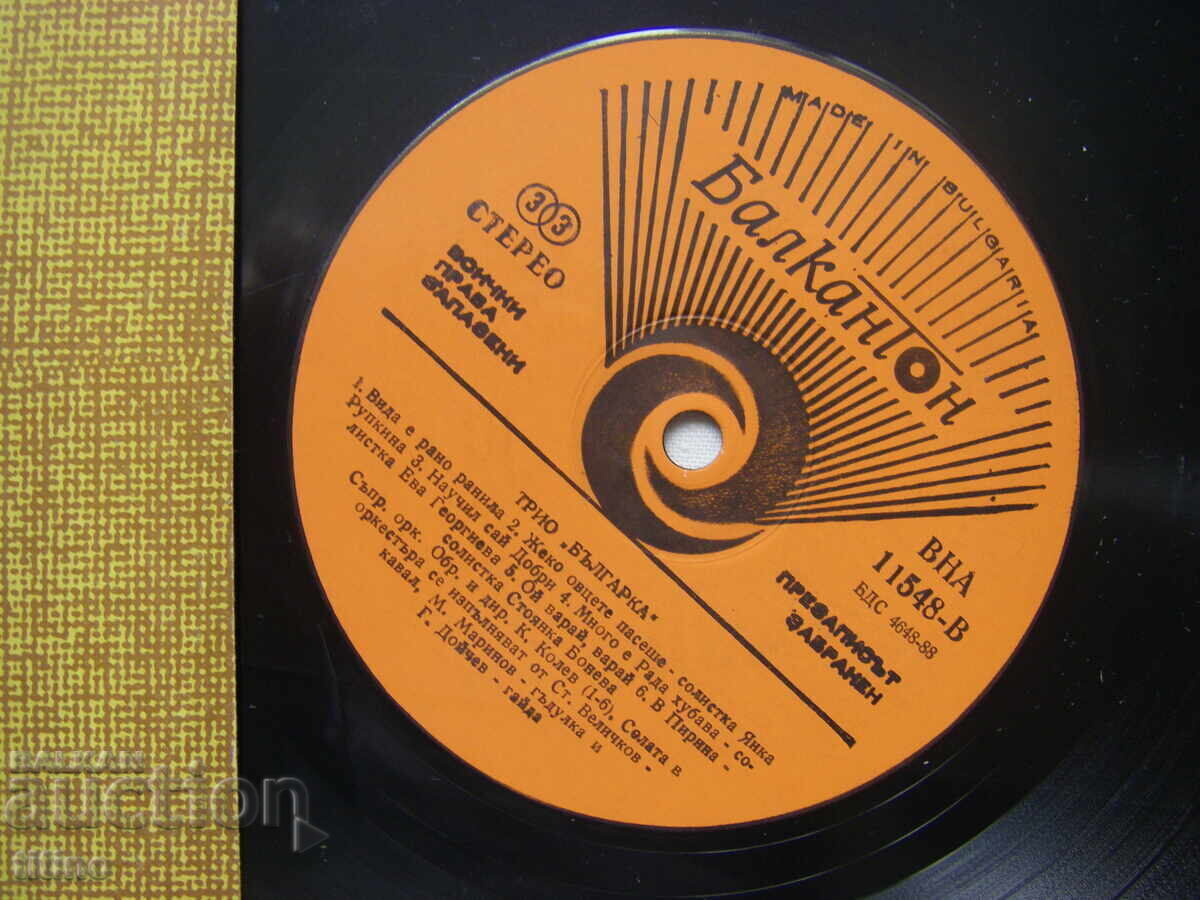 MADE IN BULGARIA
Балкантон
33
СТЕРЕО
ВСИЧКИ
ПРАВА
ЗАПАЗЕНИ
ВНА
11548-В
БДС 4648-88
ПРЕЗАПИСЪТ
ЗАБРАНЕН
ТРИО „БЪЛГАРКА"
1. Вида е рано ранила 2. Жеко овцете пасеше - солистка Янка
Рупкина 3. Научил сай Добри 4. Много е Рада хубава - со-
листка Ева Георгиева 5. Ой варай, варай 6. В Пирина -
солистка Стоянка Бонева
Съпр. орк. Обр. и дир. К. Колев (1-6). Солата в
оркестъра се изпълняват от Ст. Величков -
кавал, М. Маринов - гъдулка и
Г. Дойчев - гайда
BALKAN
auction